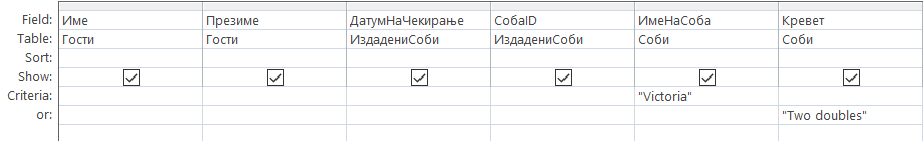 Field: Име Презиме ДатумНаЧекирање СобаID ИмеНаСоба Кревет
Table: Гости Гости ИздадениСоби ИздадениСоби Соби Соби
Sort:
Show:
Criteria: "Victoria"
or: "Two doubles"